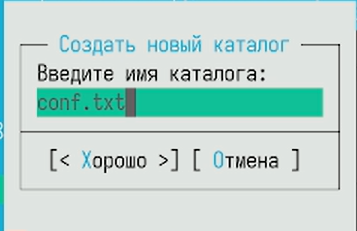 Создать новый каталог
Введите имя каталога:
conf.txt
[< Хорошо >] [ Отмена ]